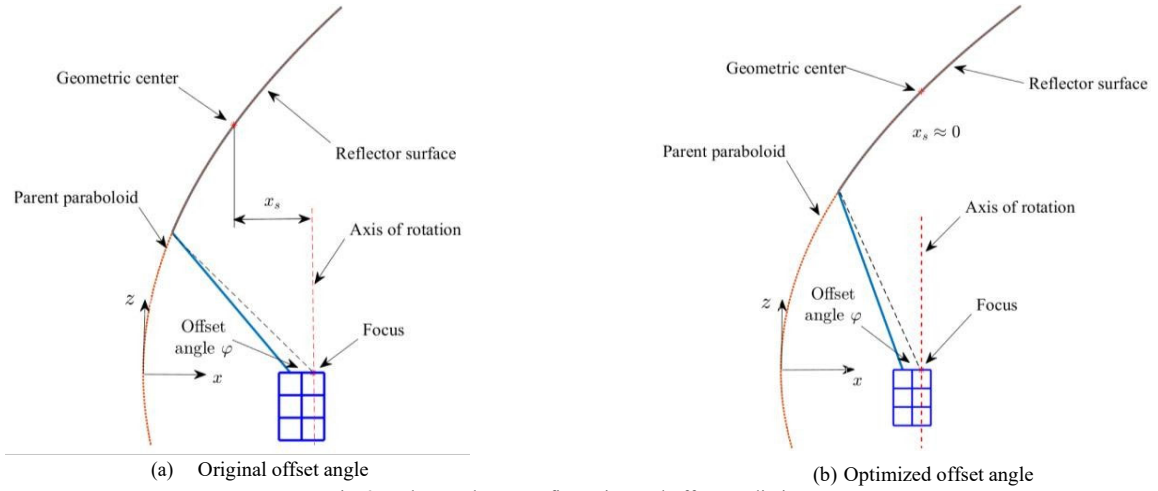 Geometric center
Reflector surface
Parent paraboloid
x_s
Axis of rotation
z
Offset
angle φ
Focus
x
(a) Original offset angle
Geometric center
Reflector surface
x_s ≈ 0
Parent paraboloid
Axis of rotation
z
Offset
angle φ
Focus
x
(b) Optimized offset angle